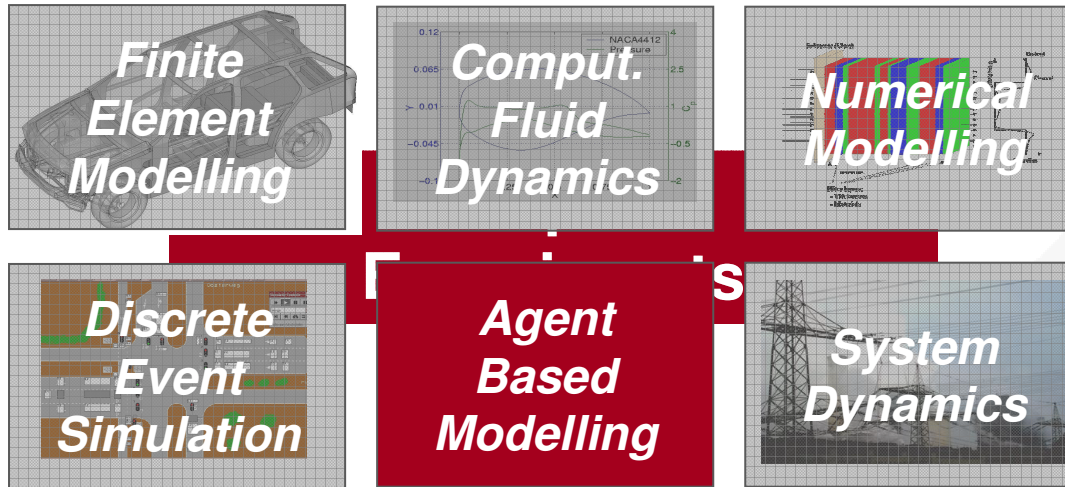 Finite
Element
Modelling
Comput.
Fluid
Dynamics
0.12
0.065
0.01
−0.045
NACA4412
Pressure
4
2.5
1
−0.5
−2
Y
X
Numerical
Modelling
Discrete
Event
Simulation
Agent
Based
Modelling
System
Dynamics